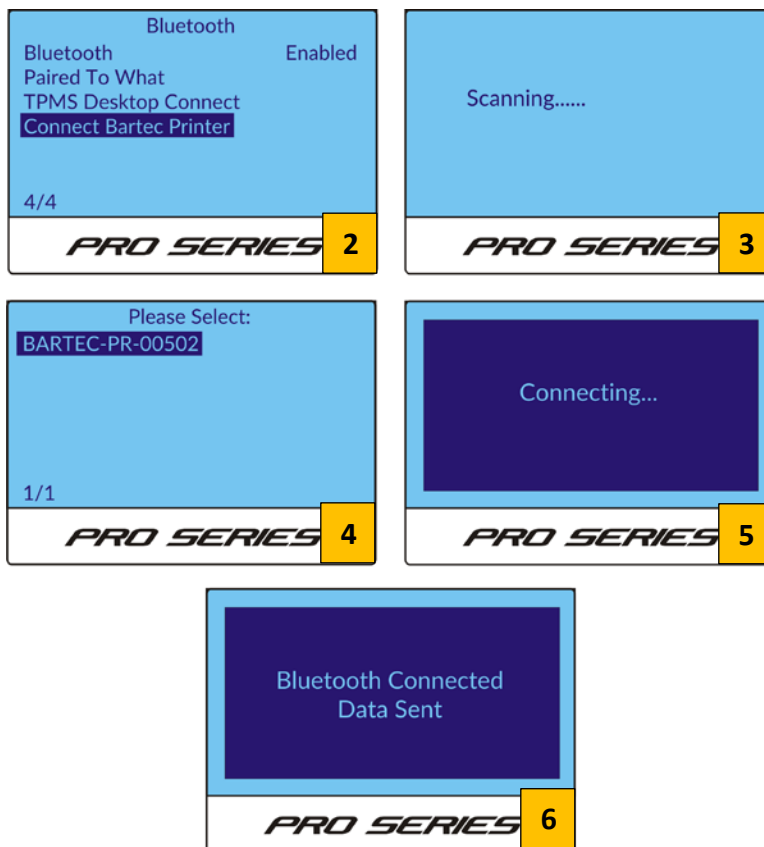 Bluetooth
Bluetooth Enabled
Paired To What
TPMS Desktop Connect
Connect Bartec Printer
4/4
PRO SERIES 2
Scanning......
PRO SERIES 3
Please Select:
BARTEC-PR-00502
1/1
PRO SERIES 4
Connecting...
PRO SERIES 5
Bluetooth Connected
Data Sent
PRO SERIES 6